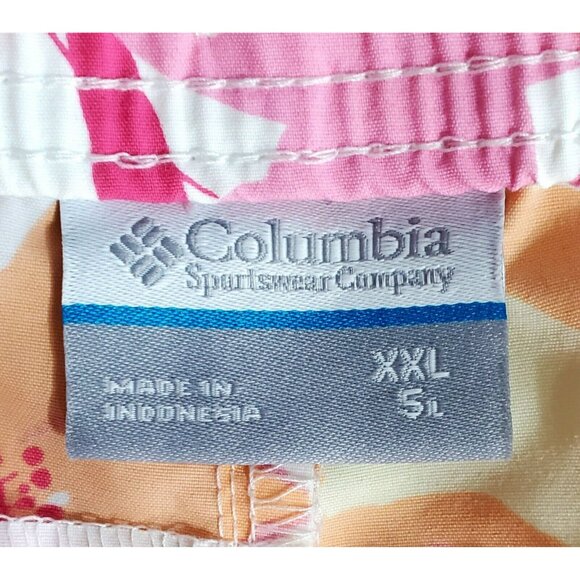 Columbia
Sportswear Company
XXL
5L
MADE IN
INDONESIA